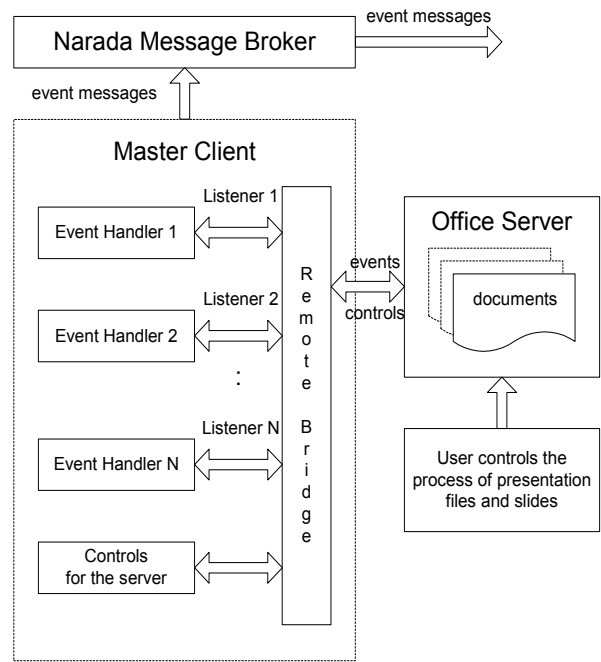 event messages
Narada Message Broker
event messages
Master Client
Listener 1
Event Handler 1
Listener 2
Event Handler 2
:
Listener N
Event Handler N
Controls
for the server
Remote Bridge
events
controls
Office Server
documents
User controls the
process of presentation
files and slides